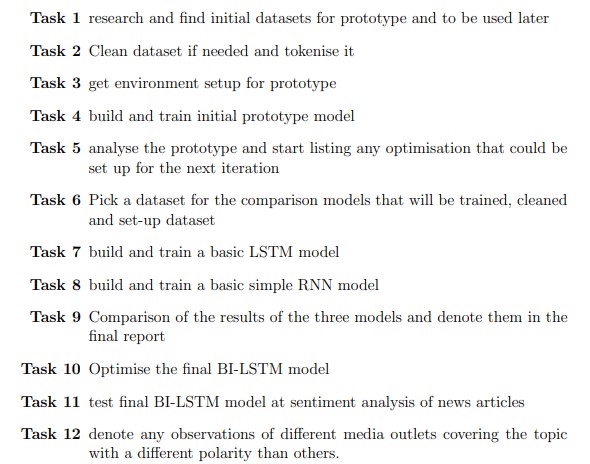 Task 1 research and find initial datasets for prototype and to be used later
Task 2 Clean dataset if needed and tokenise it
Task 3 get environment setup for prototype
Task 4 build and train initial prototype model
Task 5 analyse the prototype and start listing any optimisation that could be
set up for the next iteration
Task 6 Pick a dataset for the comparison models that will be trained, cleaned
and set-up dataset
Task 7 build and train a basic LSTM model
Task 8 build and train a basic simple RNN model
Task 9 Comparison of the results of the three models and denote them in the
final report
Task 10 Optimise the final BI-LSTM model
Task 11 test final BI-LSTM model at sentiment analysis of news articles
Task 12 denote any observations of different media outlets covering the topic
with a different polarity than others.